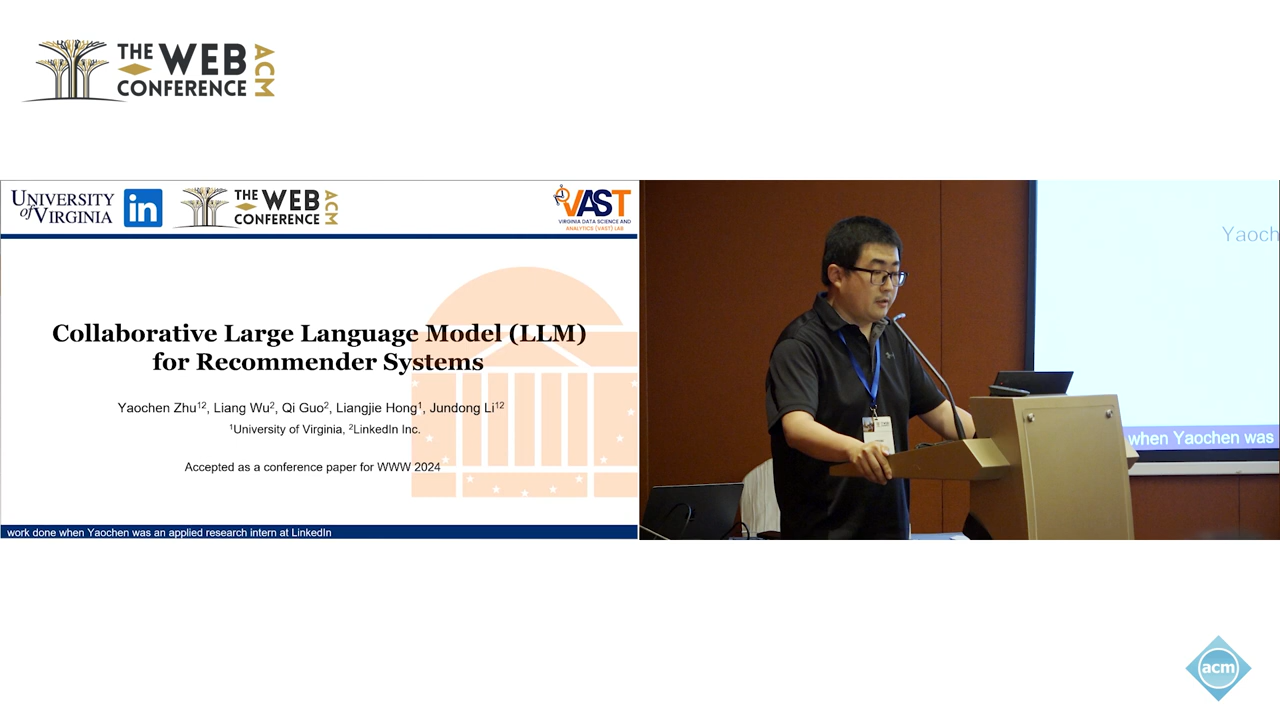 THE WEB CONFERENCE ACM
UNIVERSITY of VIRGINIA
in
THE WEB CONFERENCE ACM
VAST
VIRGINIA DATA SCIENCE AND
ANALYTICS (VAST) LAB
Collaborative Large Language Model (LLM)
for Recommender Systems
Yaochen Zhu¹², Liang Wu², Qi Guo², Liangjie Hong¹, Jundong Li¹²
¹University of Virginia, ²LinkedIn Inc.
Accepted as a conference paper for WWW 2024
work done when Yaochen was an applied research intern at LinkedIn
Yaoch
when Yaochen was
acm